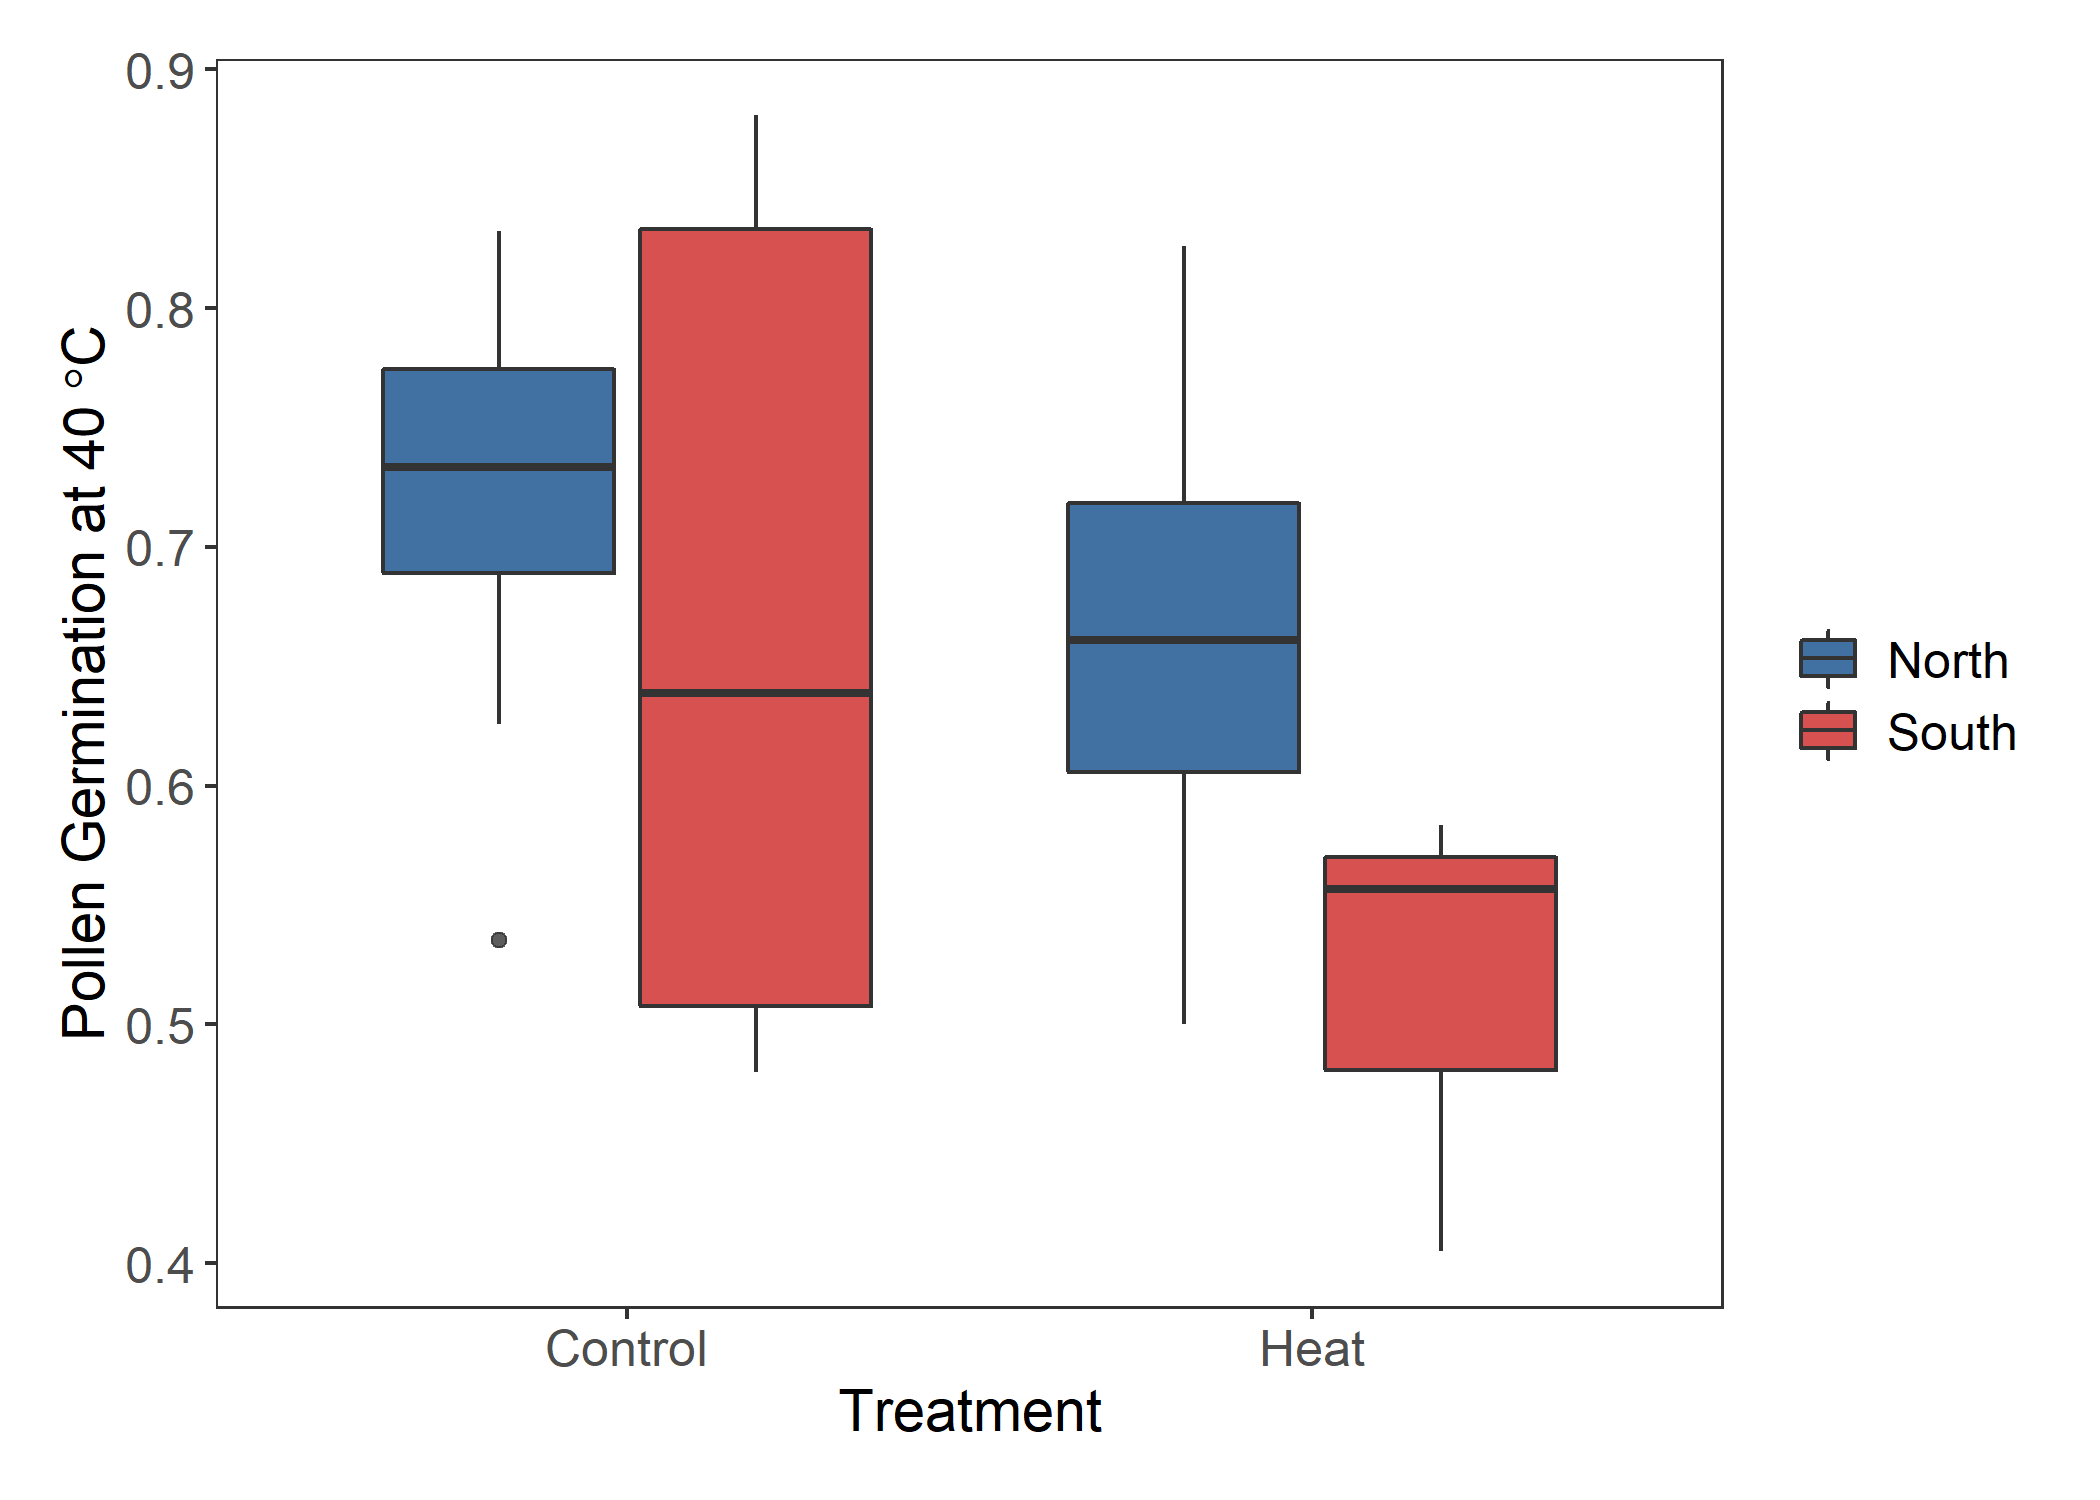 Pollen Germination at 40 °C
0.9
0.8
0.7
0.6
0.5
0.4
Control
Heat
Treatment
North
South